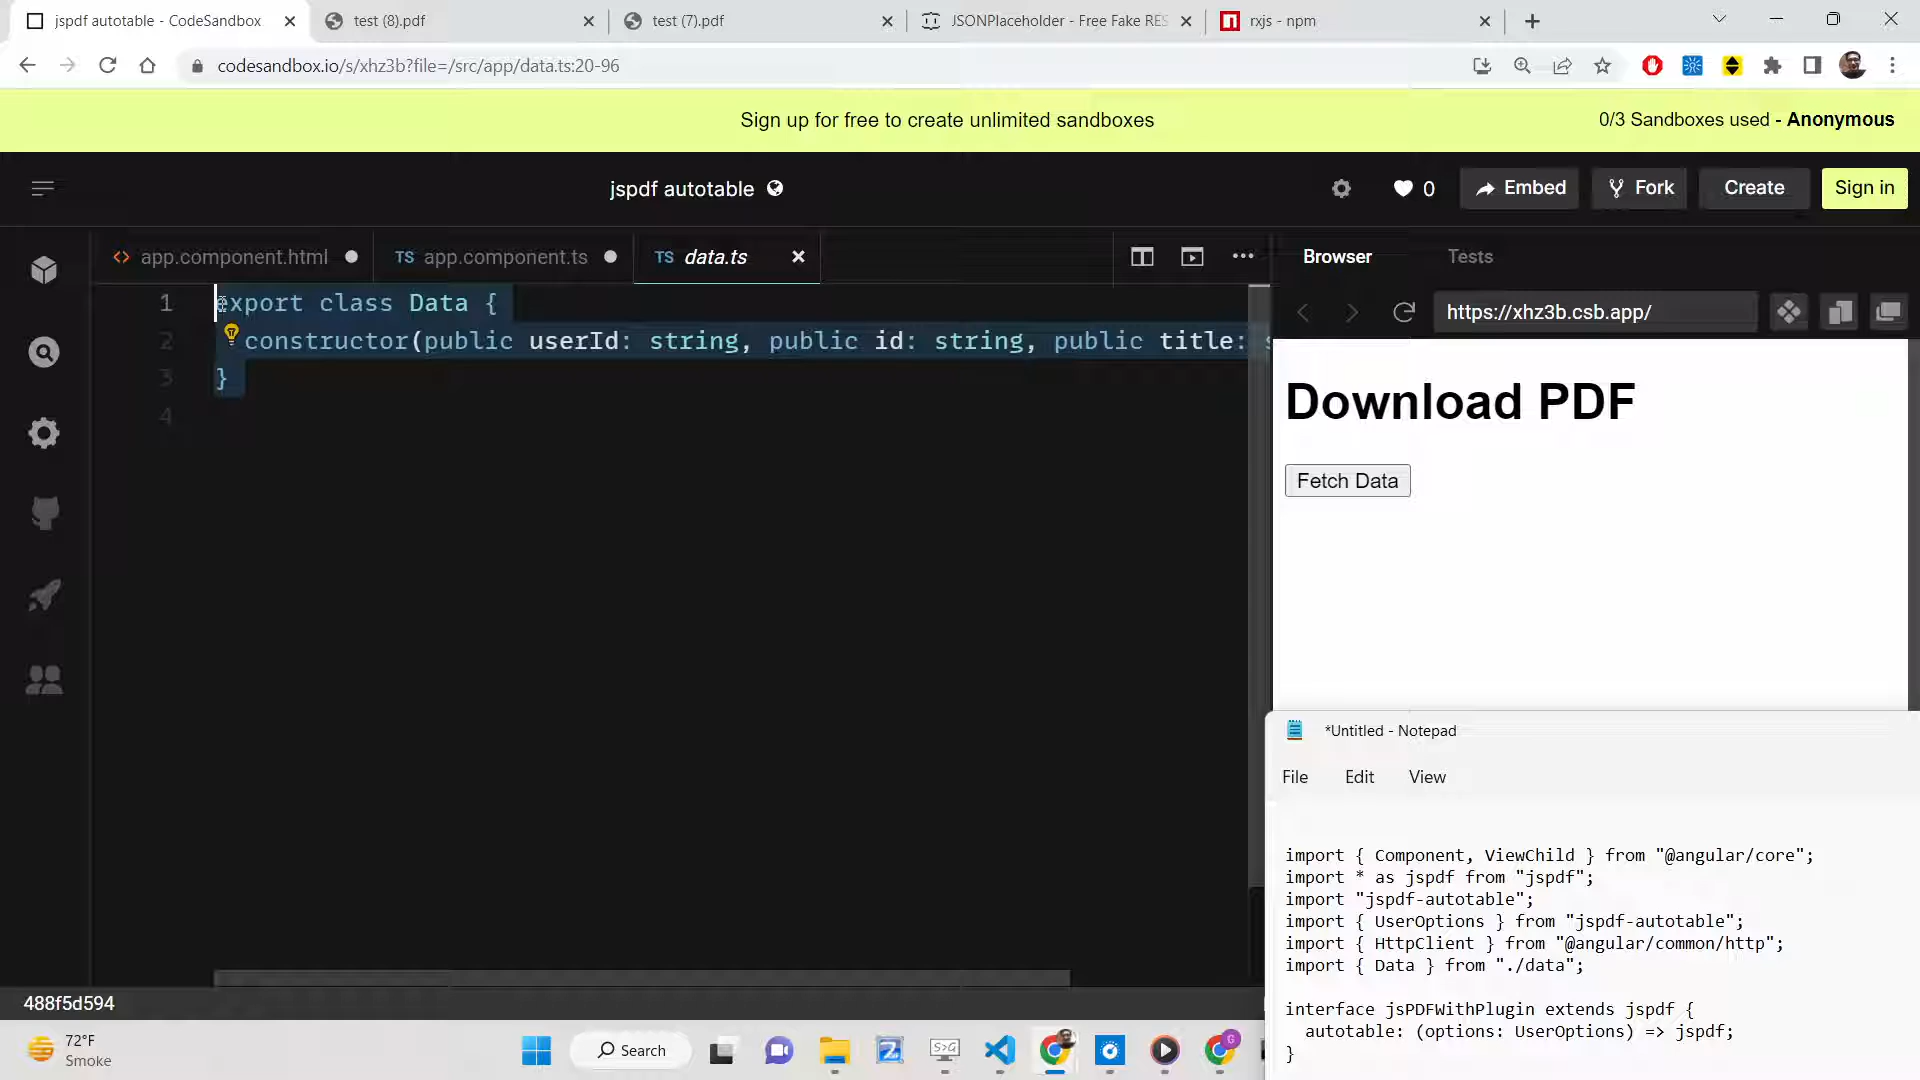 jspdf autotable - CodeSandbox
test (8).pdf
test (7).pdf
JSONPlaceholder - Free Fake RES
rxjs - npm
codesandbox.io/s/xhz3b?file=/src/app/data.ts:20-96
Sign up for free to create unlimited sandboxes
0/3 Sandboxes used - Anonymous
jspdf autotable
0
Embed
Fork
Create
Sign in
app.component.html
TS app.component.ts
TS data.ts
Browser
Tests
https://xhz3b.csb.app/
1 export class Data {
2 constructor(public userId: string, public id: string, public title:
3 }
4
Download PDF
Fetch Data
*Untitled - Notepad
File Edit View
import { Component, ViewChild } from "@angular/core";
import * as jspdf from "jspdf";
import "jspdf-autotable";
import { UserOptions } from "jspdf-autotable";
import { HttpClient } from "@angular/common/http";
import { Data } from "./data";
interface jsPDFWithPlugin extends jspdf {
autotable: (options: UserOptions) => jspdf;
}
488f5d594
72°F
Smoke
Search